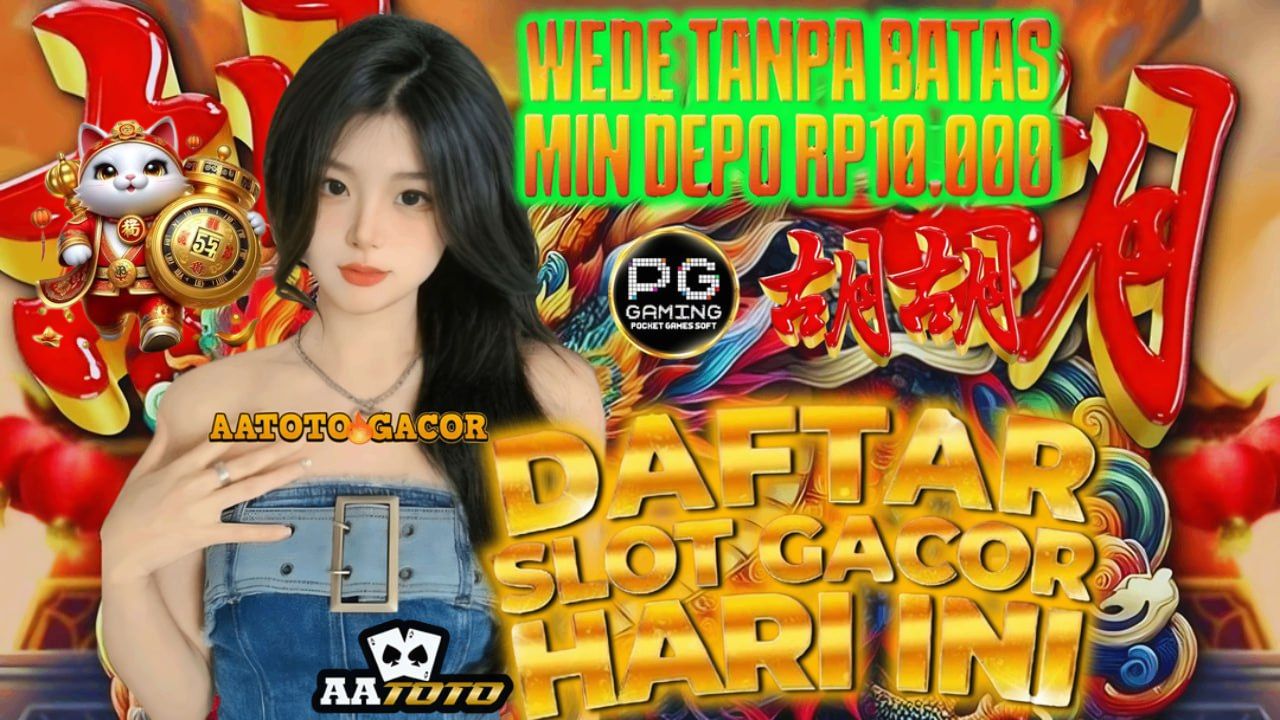 WEDE TANPA BATAS
MIN DEPO RP10.000
PG
GAMING
POCKET GAMES SOFT
胡胡
AATOTO GACOR
DAFTAR
SLOT GACOR
HARI INI
AATOTO